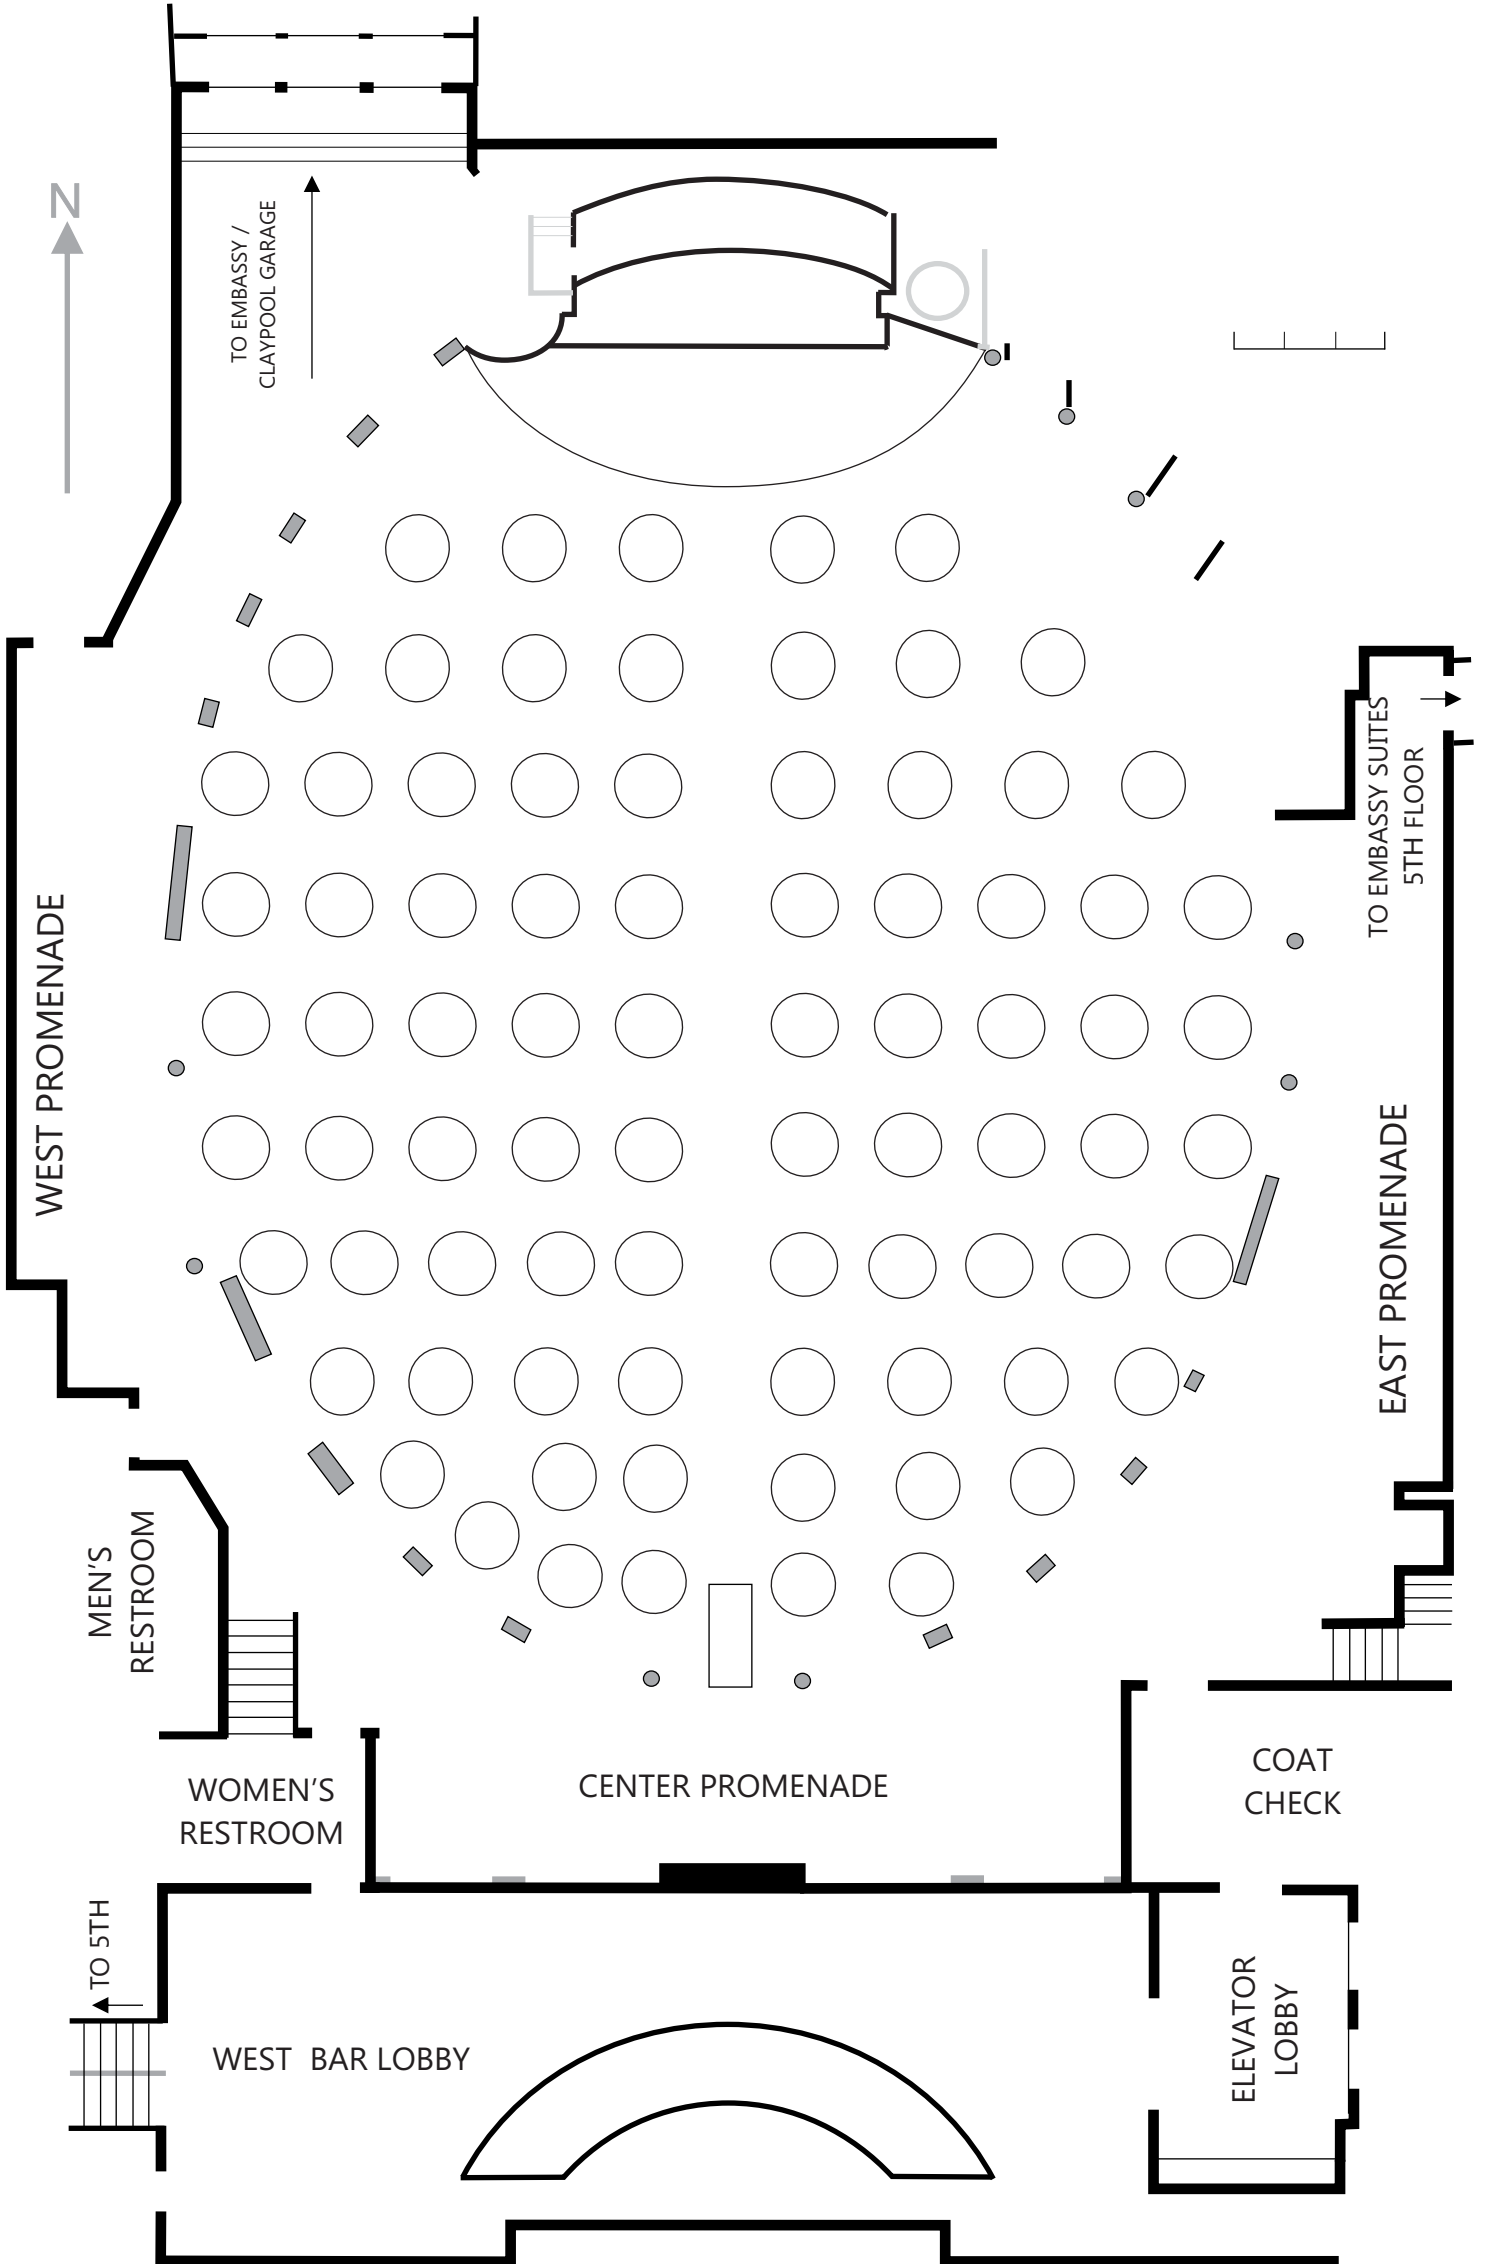 N
TO EMBASSY /
CLAYPOOL GARAGE
TO EMBASSY SUITES
5TH FLOOR
WEST PROMENADE
EAST PROMENADE
MEN’S
RESTROOM
WOMEN’S
RESTROOM
CENTER PROMENADE
COAT
CHECK
TO 5TH
WEST BAR LOBBY
ELEVATOR
LOBBY